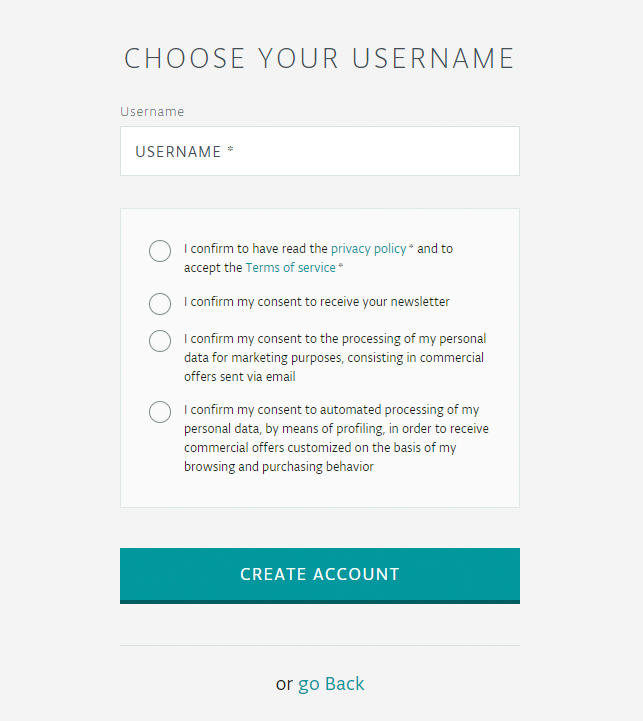 CHOOSE YOUR USERNAME
Username
USERNAME *
I confirm to have read the privacy policy * and to
accept the Terms of service *
I confirm my consent to receive your newsletter
I confirm my consent to the processing of my personal
data for marketing purposes, consisting in commercial
offers sent via email
I confirm my consent to automated processing of my
personal data, by means of profiling, in order to receive
commercial offers customized on the basis of my
browsing and purchasing behavior
CREATE ACCOUNT
or go Back